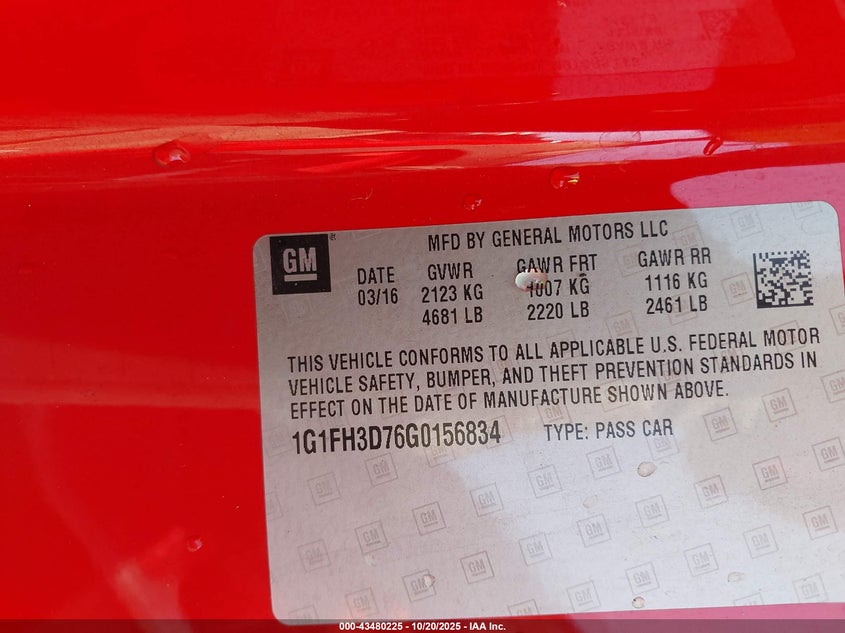 GM
MFD BY GENERAL MOTORS LLC
DATE GVWR GAWR FRT GAWR RR
03/16 2123 KG 1007 KG 1116 KG
4681 LB 2220 LB 2461 LB
THIS VEHICLE CONFORMS TO ALL APPLICABLE U.S. FEDERAL MOTOR
VEHICLE SAFETY, BUMPER, AND THEFT PREVENTION STANDARDS IN
EFFECT ON THE DATE OF MANUFACTURE SHOWN ABOVE.
1G1FH3D76G0156834 TYPE: PASS CAR
000-43480225 - 10/20/2025 - IAA Inc.